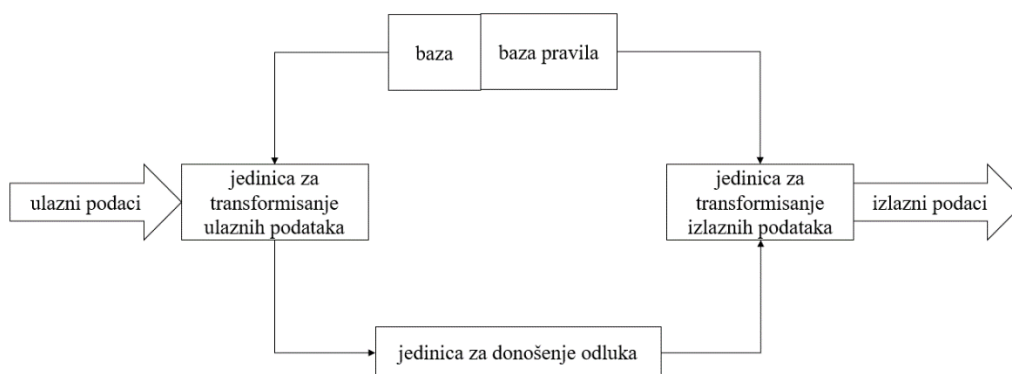 baza
baza pravila
ulazni podaci
jedinica za
transformisanje
ulaznih podataka
jedinica za
transformisanje
izlaznih podataka
izlazni podaci
jedinica za donošenje odluka